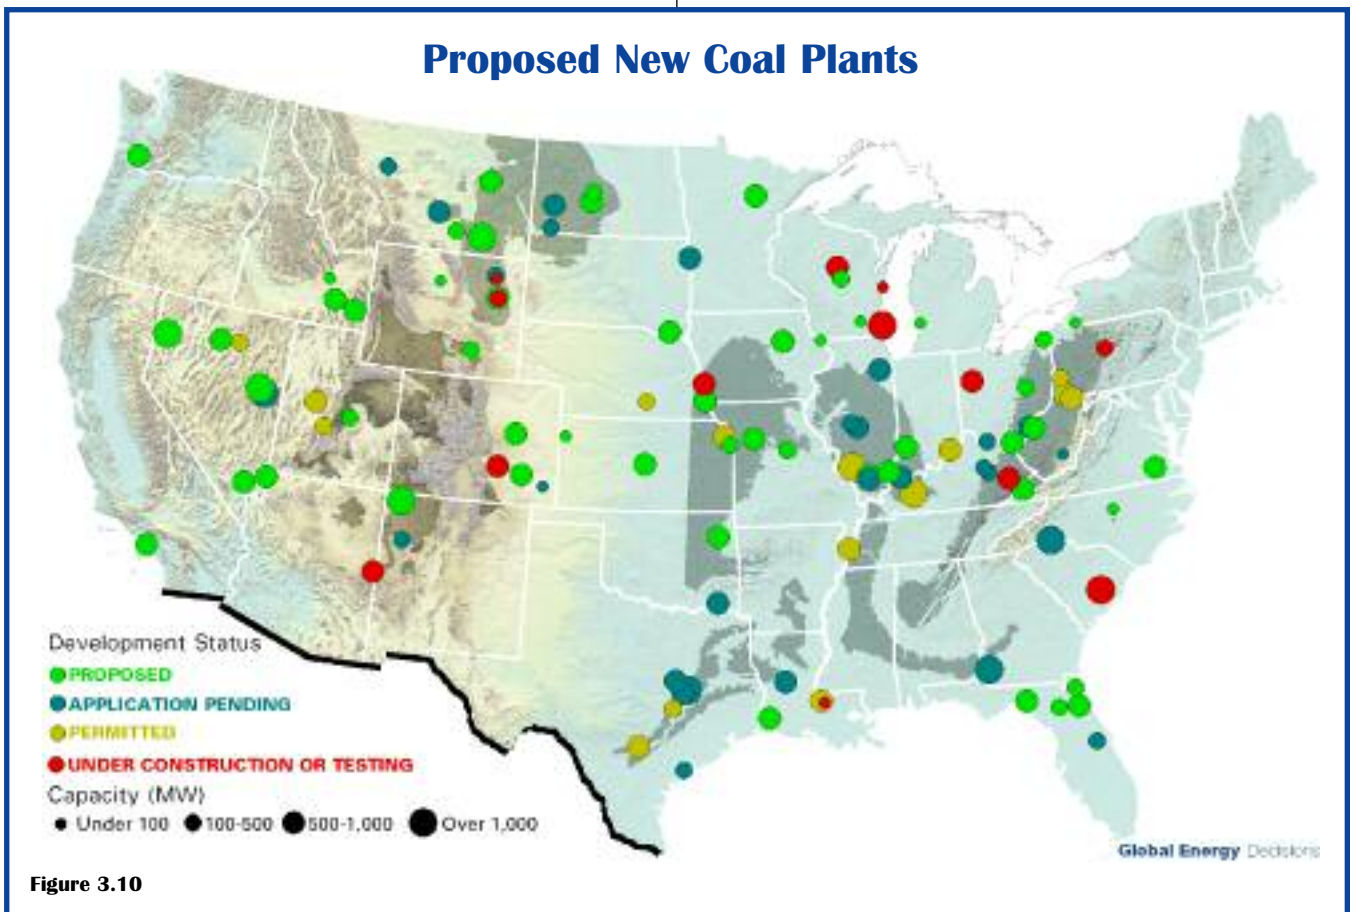 Proposed New Coal Plants
Development Status
PROPOSED
APPLICATION PENDING
PERMITTED
UNDER CONSTRUCTION OR TESTING
Capacity (MW)
Under 100 100-500 500-1,000 Over 1,000
Global Energy Decisions
Figure 3.10